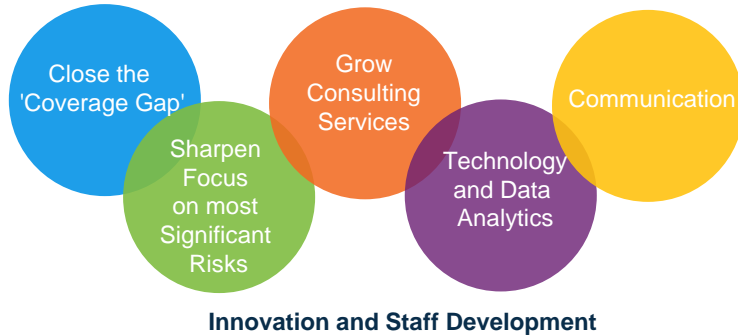 Close the
'Coverage Gap'
Sharpen
Focus
on most
Significant
Risks
Grow
Consulting
Services
Technology
and Data
Analytics
Communication
Innovation and Staff Development